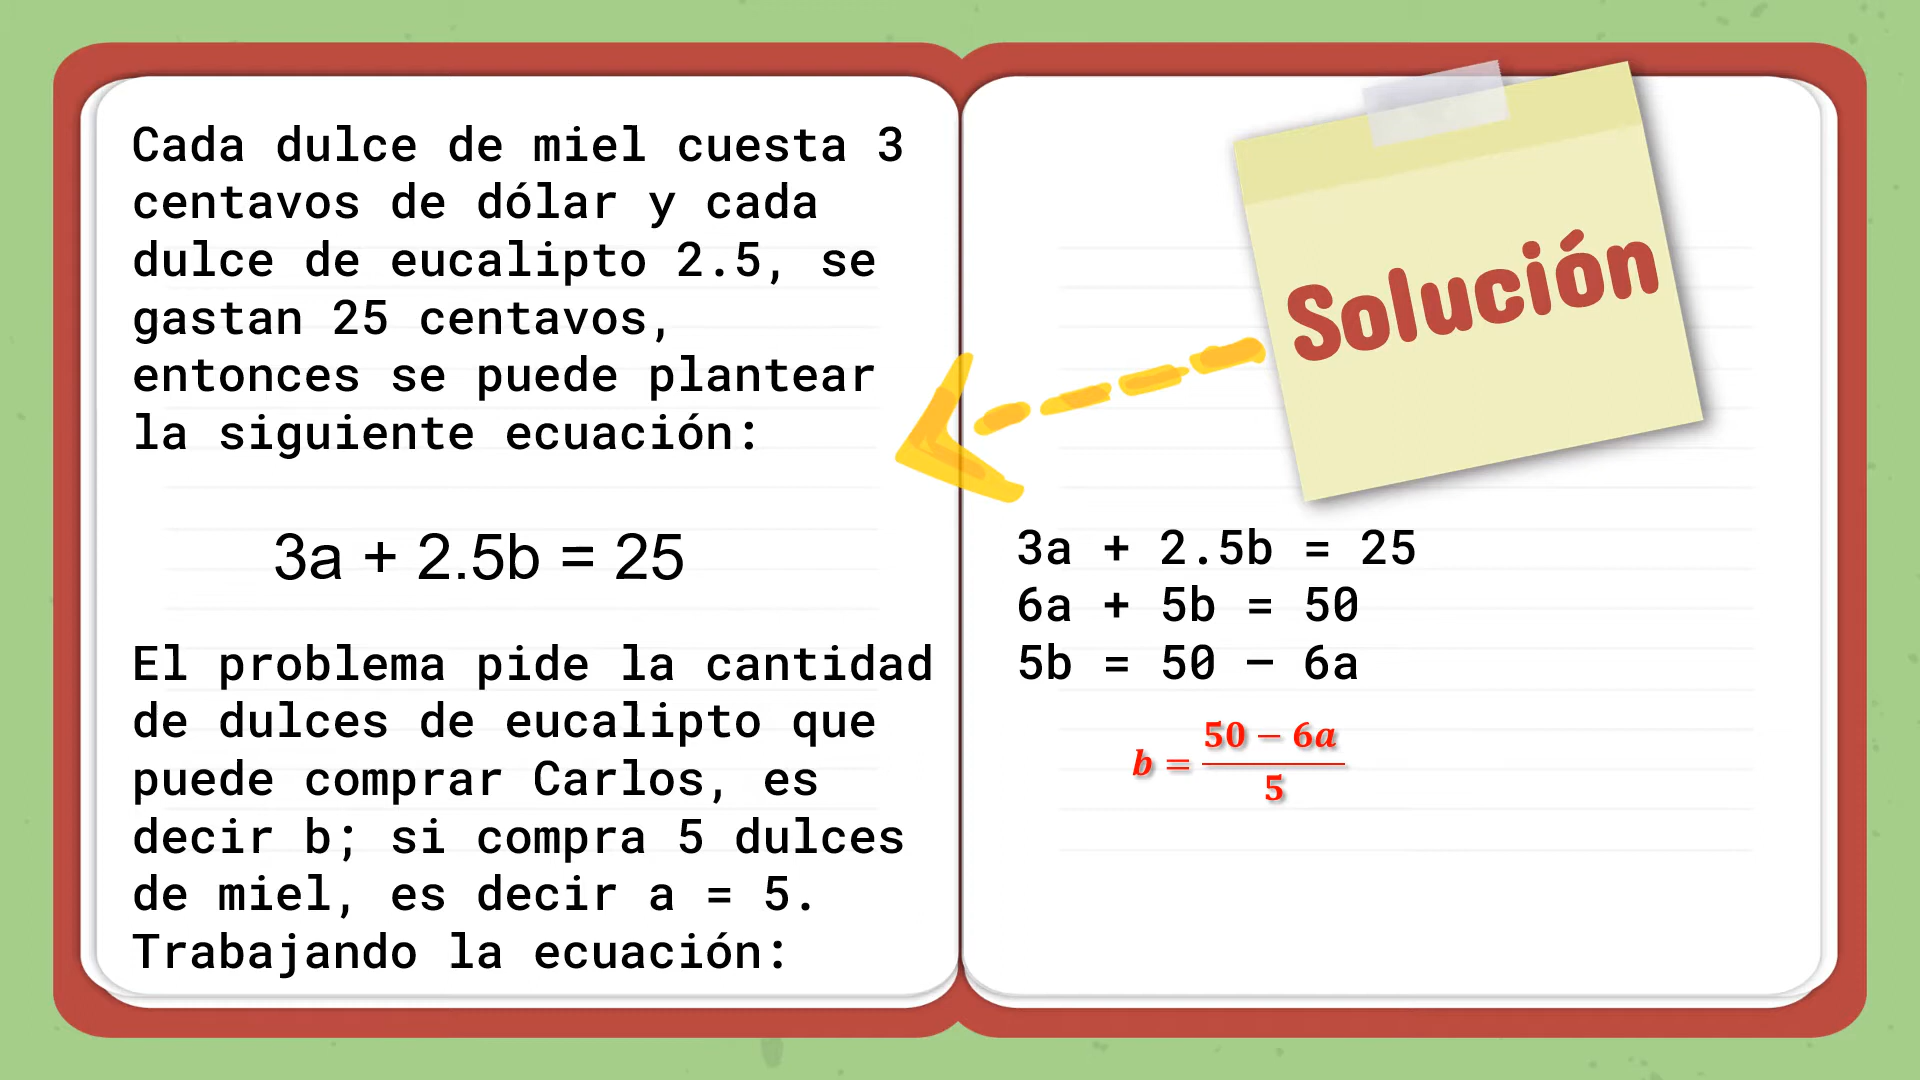 Cada dulce de miel cuesta 3
centavos de dólar y cada
dulce de eucalipto 2.5, se
gastan 25 centavos,
entonces se puede plantear
la siguiente ecuación:
3a + 2.5b = 25
El problema pide la cantidad
de dulces de eucalipto que
puede comprar Carlos, es
decir b; si compra 5 dulces
de miel, es decir a = 5.
Trabajando la ecuación:
Solución
3a + 2.5b = 25
6a + 5b = 50
5b = 50 – 6a
b = (50 − 6a)/5